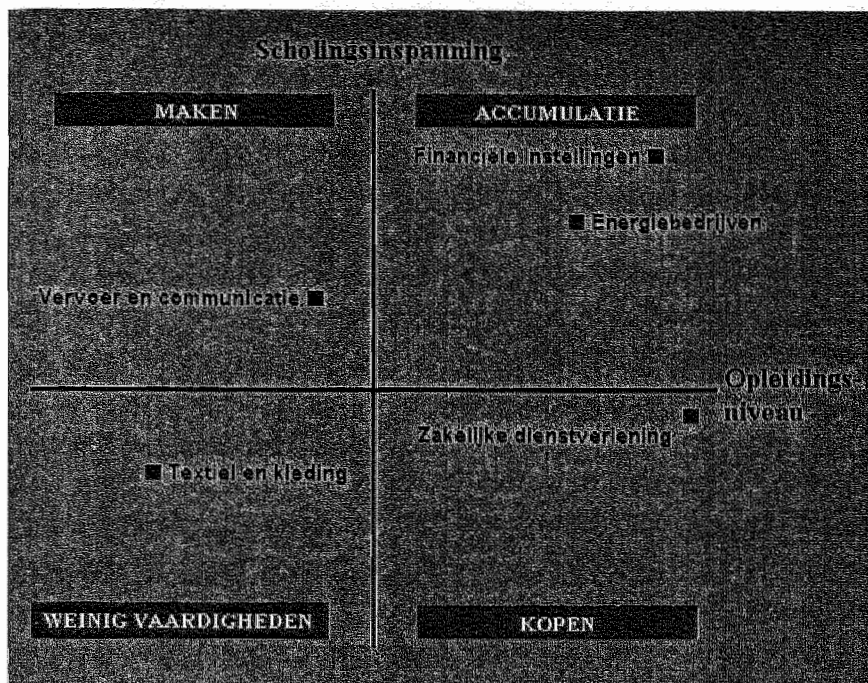 Scholingsinspanning
MAKEN
ACCUMULATIE
Financiële instellingen
Energiebedrijven
Vervoer en communicatie
Opleidings-
niveau
Zakelijke dienstverlening
Textiel en kleding
WEINIG VAARDIGHEDEN
KOPEN